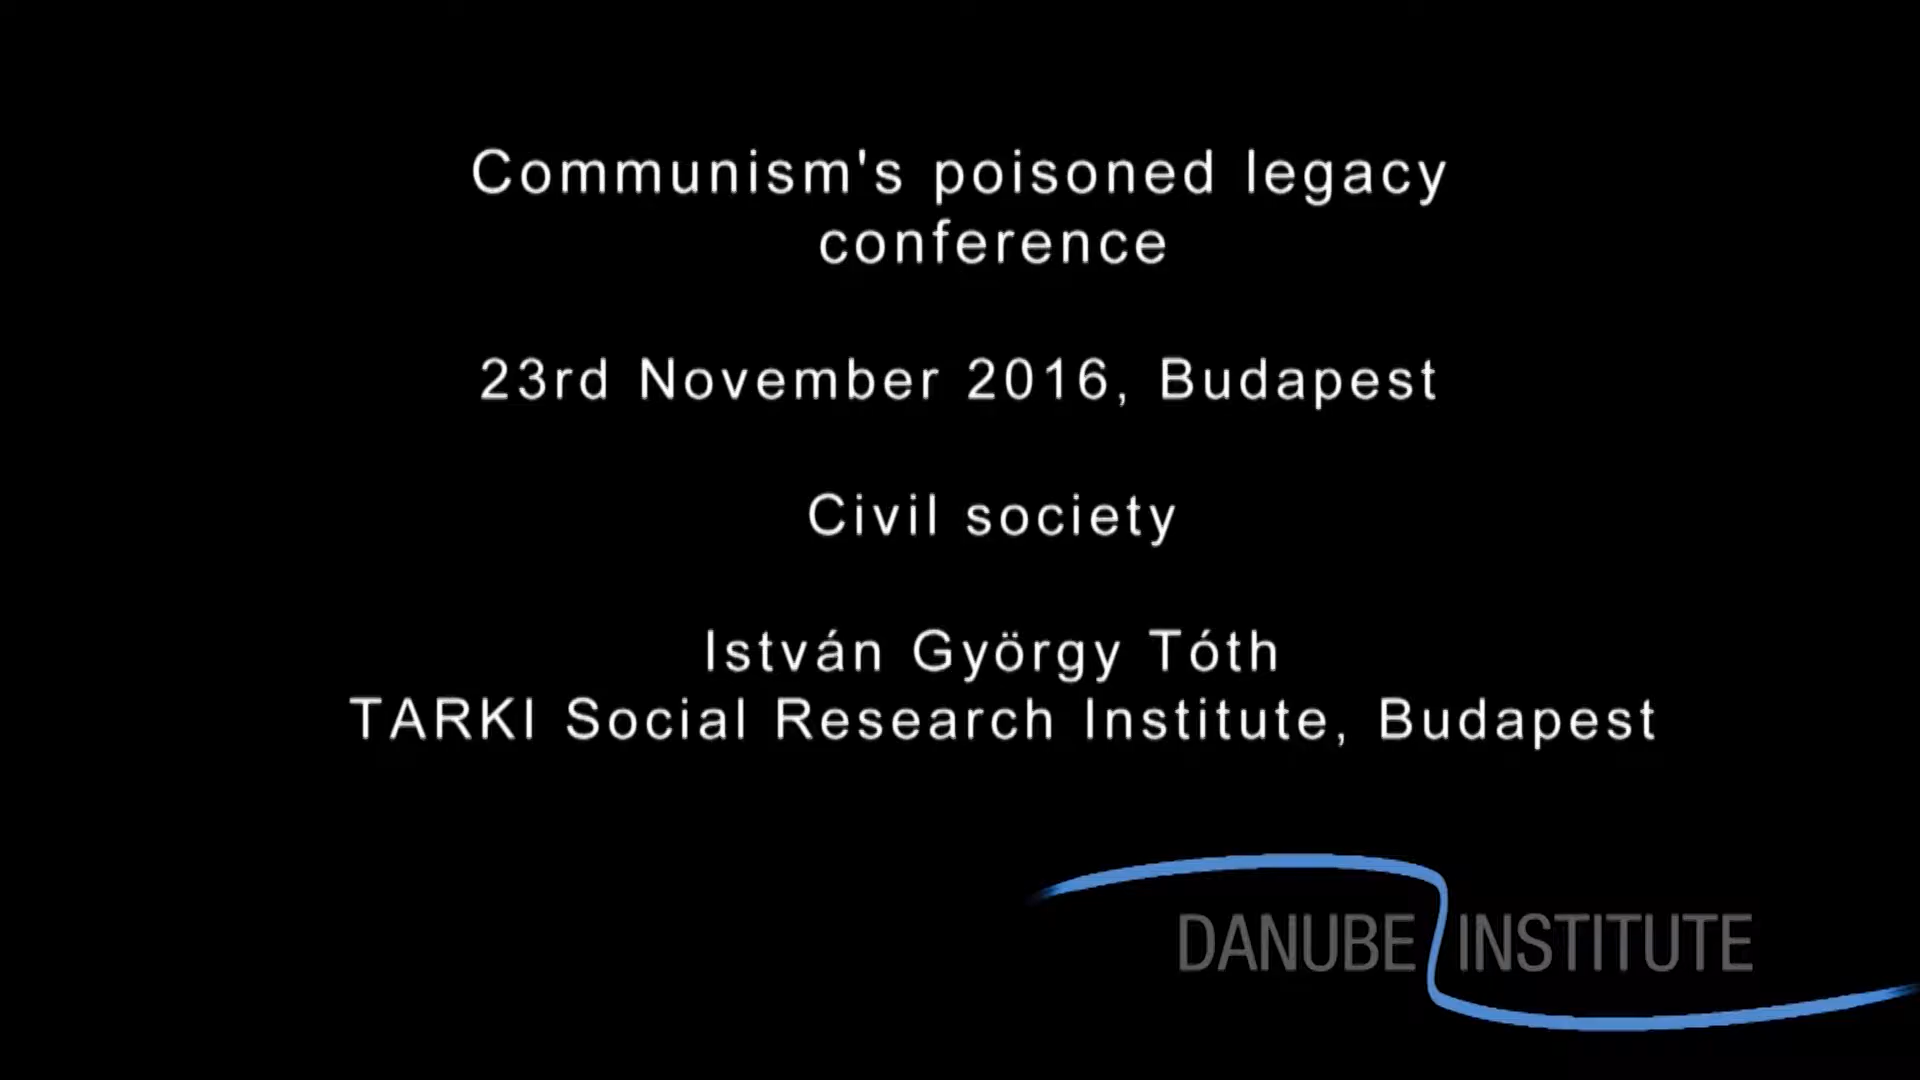 Communism's poisoned legacy
conference
23rd November 2016, Budapest
Civil society
István György Tóth
TARKI Social Research Institute, Budapest
DANUBE INSTITUTE